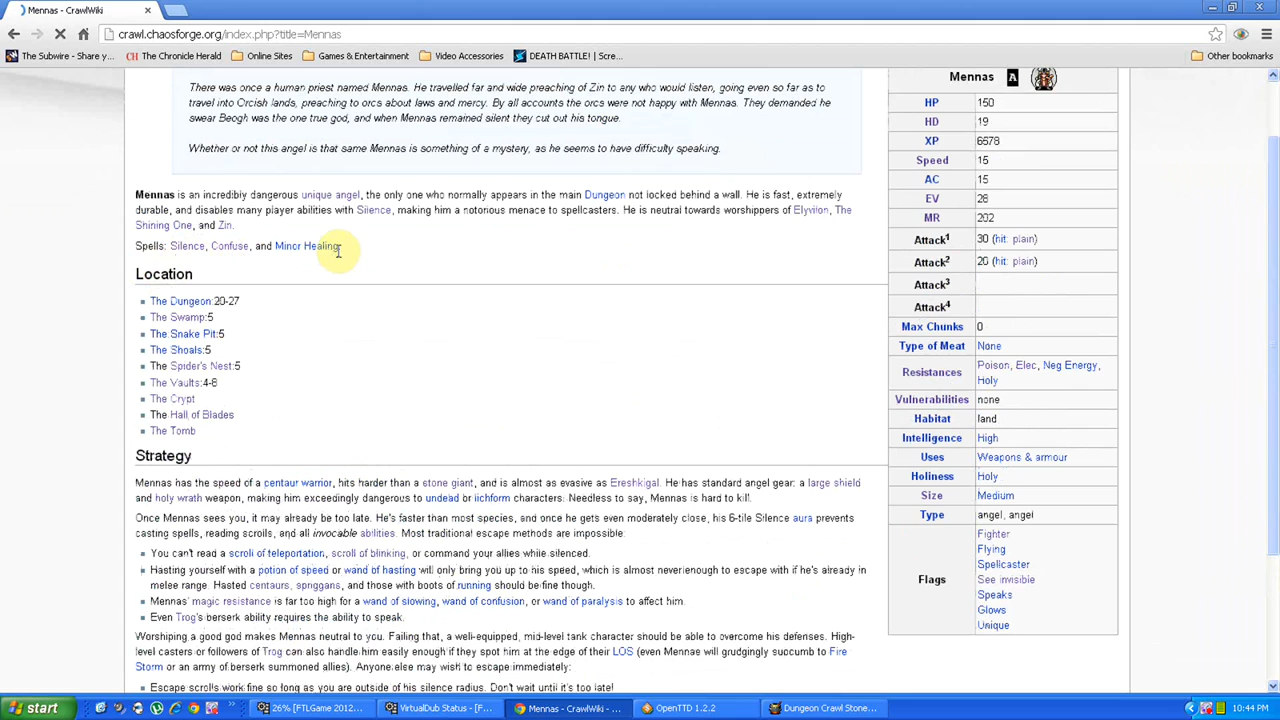 Mennas - CrawlWiki
crawl.chaosforge.org/index.php?title=Mennas
The Subwire - Share y...
CH The Chronicle Herald
Online Sites
Games & Entertainment
Video Accessories
DEATH BATTLE! | Scre...
Other bookmarks
There was once a human priest named Mennas. He travelled far and wide preaching of Zin to any who would listen, going even so far as to
travel into Orcish lands, preaching to orcs about laws and mercy. By all accounts the orcs were not happy with Mennas. They demanded he
swear Beogh was the one true god, and when Mennas remained silent they cut out his tongue.
Whether or not this angel is that same Mennas is something of a mystery, as he seems to have difficulty speaking.
Mennas is an incredibly dangerous unique angel, the only one who normally appears in the main Dungeon not locked behind a wall. He is fast, extremely
durable, and disables many player abilities with Silence, making him a notorious menace to spellcasters. He is neutral towards worshippers of Elyvilon, The
Shining One, and Zin.
Spells: Silence, Confuse, and Minor Healing
Location
The Dungeon:20-27
The Swamp:5
The Snake Pit:5
The Shoals:5
The Spider's Nest:5
The Vaults:4-8
The Crypt
The Hall of Blades
The Tomb
Strategy
Mennas has the speed of a centaur warrior, hits harder than a stone giant, and is almost as evasive as Ereshkigal. He has standard angel gear: a large shield
and holy wrath weapon, making him exceedingly dangerous to undead or lichform characters. Needless to say, Mennas is hard to kill.
Once Mennas sees you, it may already be too late. He's faster than most species, and once he gets even moderately close, his 6-tile Silence aura prevents
casting spells, reading scrolls, and all invocable abilities. Most traditional escape methods are impossible:
You can't read a scroll of teleportation, scroll of blinking, or command your allies while silenced.
Hasting yourself with a potion of speed or wand of hasting will only bring you up to his speed, which is almost never enough to escape with if he's already in
melee range. Hasted centaurs, spriggans, and those with boots of running should be fine though.
Mennas' magic resistance is far too high for a wand of slowing, wand of confusion, or wand of paralysis to affect him.
Even Trog's berserk ability requires the ability to speak.
Worshiping a good god makes Mennas neutral to you. Failing that, a well-equipped, mid-level tank character should be able to overcome his defenses. High-
level casters or followers of Trog can also handle him easily enough if they spot him at the edge of their LOS (even Mennas will grudgingly succumb to Fire
Storm or an army of berserk summoned allies). Anyone else may wish to escape immediately:
Escape scrolls work fine so long as you are outside of his silence radius. Don't wait until it's too late!
Mennas A
HP 150
HD 19
XP 6578
Speed 15
AC 15
EV 28
MR 202
Attack1 30 (hit: plain)
Attack2 20 (hit: plain)
Attack3
Attack4
Max Chunks 0
Type of Meat None
Resistances Poison, Elec, Neg Energy,
Holy
Vulnerabilities none
Habitat land
Intelligence High
Uses Weapons & armour
Holiness Holy
Size Medium
Type angel, angel
Flags Fighter
Flying
Spellcaster
See invisible
Speaks
Glows
Unique
start
26% [FTLGame 2012...
VirtualDub Status - [F...
Mennas - CrawlWiki - ...
OpenTTD 1.2.2
Dungeon Crawl Stone...
10:44 PM